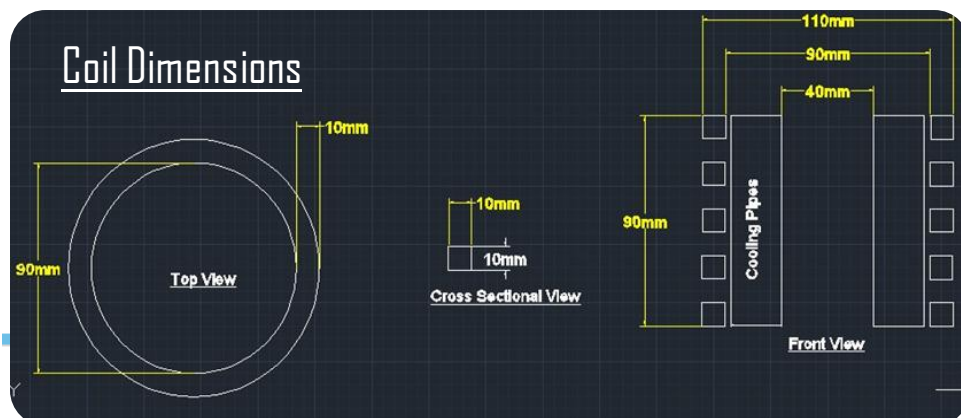 Coil Dimensions
10mm
90mm
Top View
10mm
10mm
Cross Sectional View
110mm
90mm
40mm
90mm
Cooling Pipes
Front View
Y